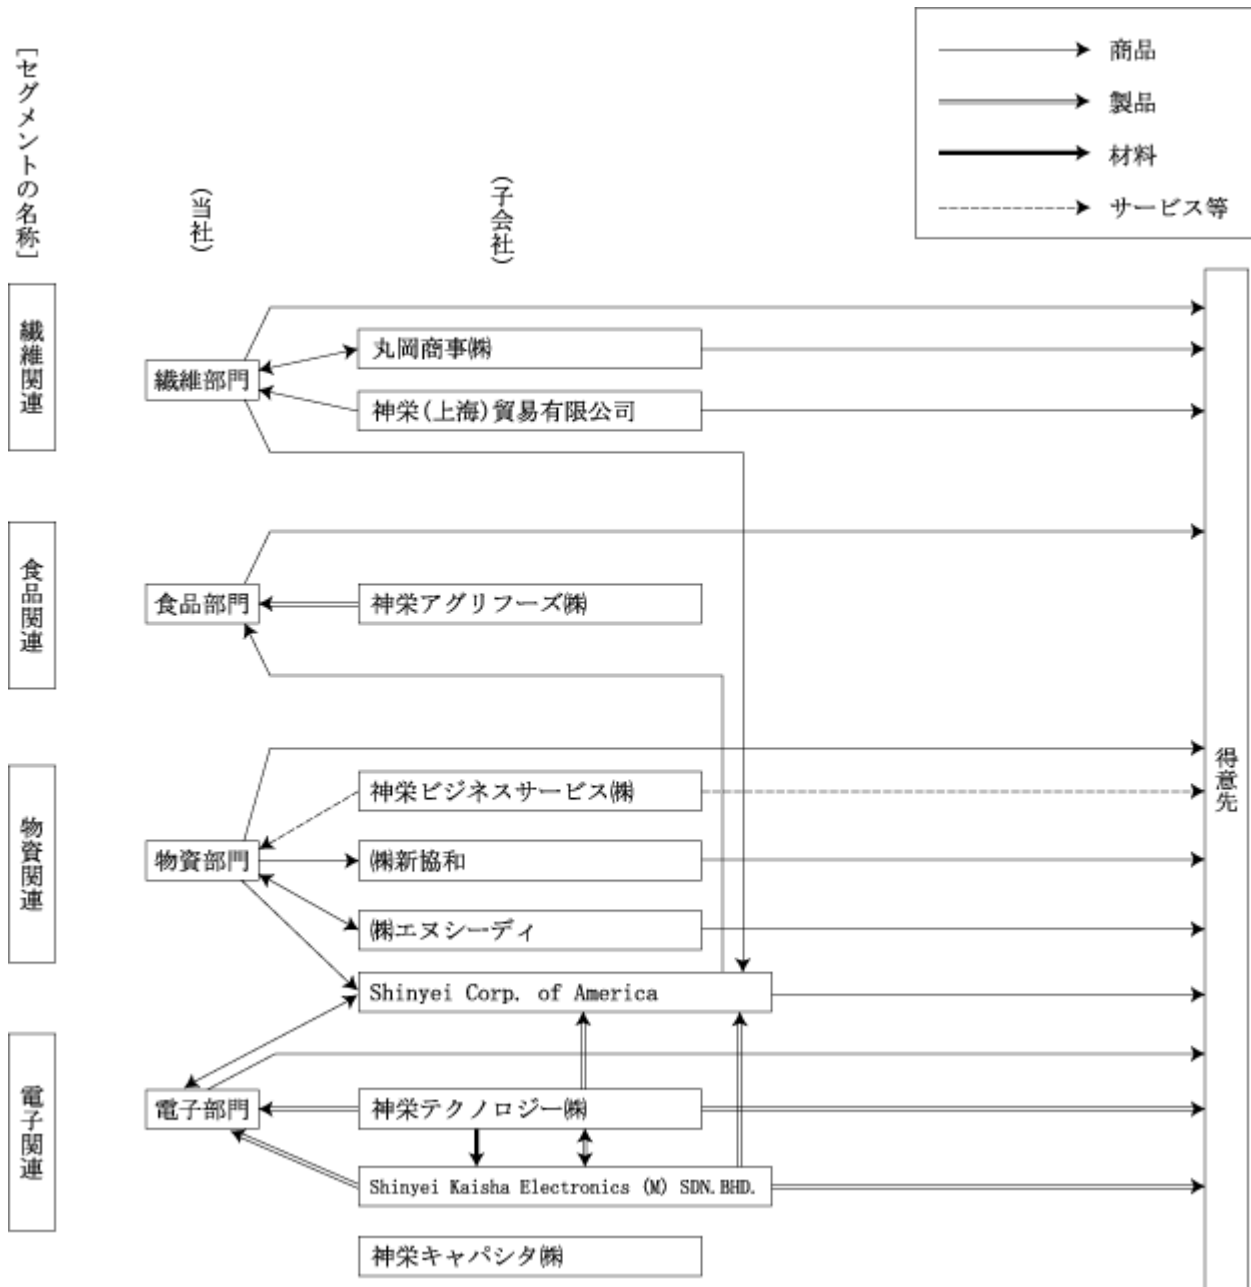 商品
製品
材料
サービス等
[セグメントの名称]
(当社)
(子会社)
繊維関連
繊維部門
丸岡商事㈱
神栄(上海)貿易有限公司
食品関連
食品部門
神栄アグリフーズ㈱
物資関連
物資部門
神栄ビジネスサービス㈱
㈱新協和
㈱エヌシーディ
Shinyei Corp. of America
得意先
電子関連
電子部門
神栄テクノロジー㈱
Shinyei Kaisha Electronics (M) SDN.BHD.
神栄キャパシタ㈱